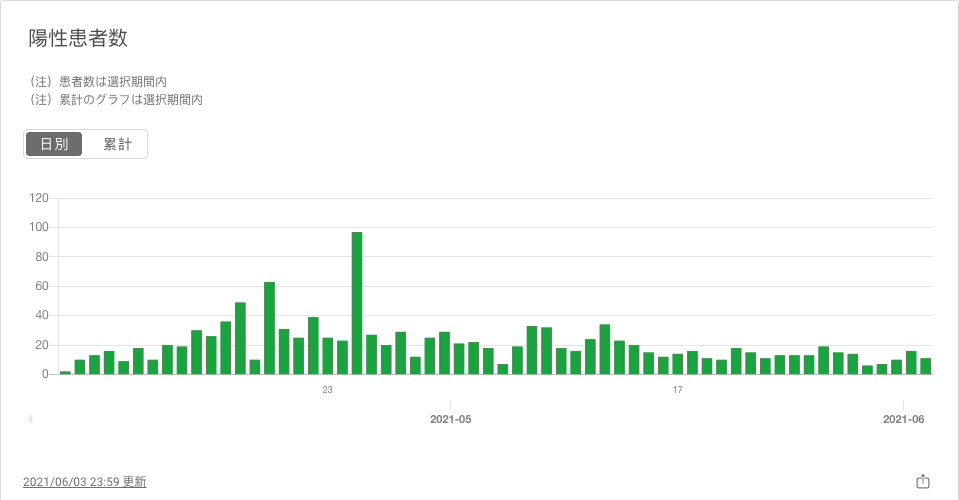 陽性患者数
（注）患者数は選択期間内
（注）累計のグラフは選択期間内
日別 累計
120
100
80
60
40
20
0
23 17
2021-05 2021-06
2021/06/03 23:59 更新